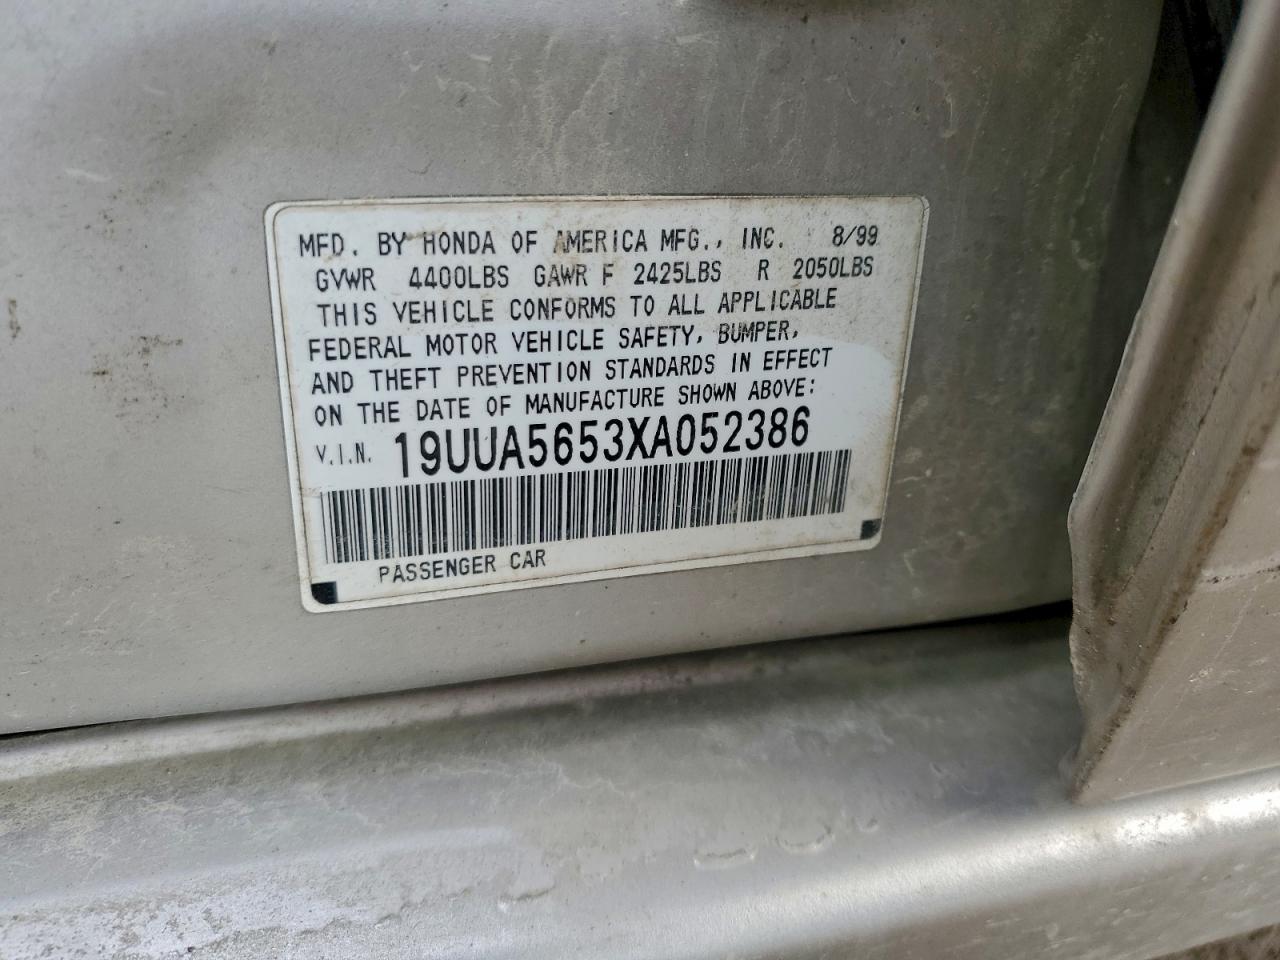 MFD. BY HONDA OF AMERICA MFG., INC. 8/99
GVWR 4400LBS GAWR F 2425LBS R 2050LBS
THIS VEHICLE CONFORMS TO ALL APPLICABLE
FEDERAL MOTOR VEHICLE SAFETY, BUMPER,
AND THEFT PREVENTION STANDARDS IN EFFECT
ON THE DATE OF MANUFACTURE SHOWN ABOVE:
V.I.N. 19UUA5653XA052386
PASSENGER CAR